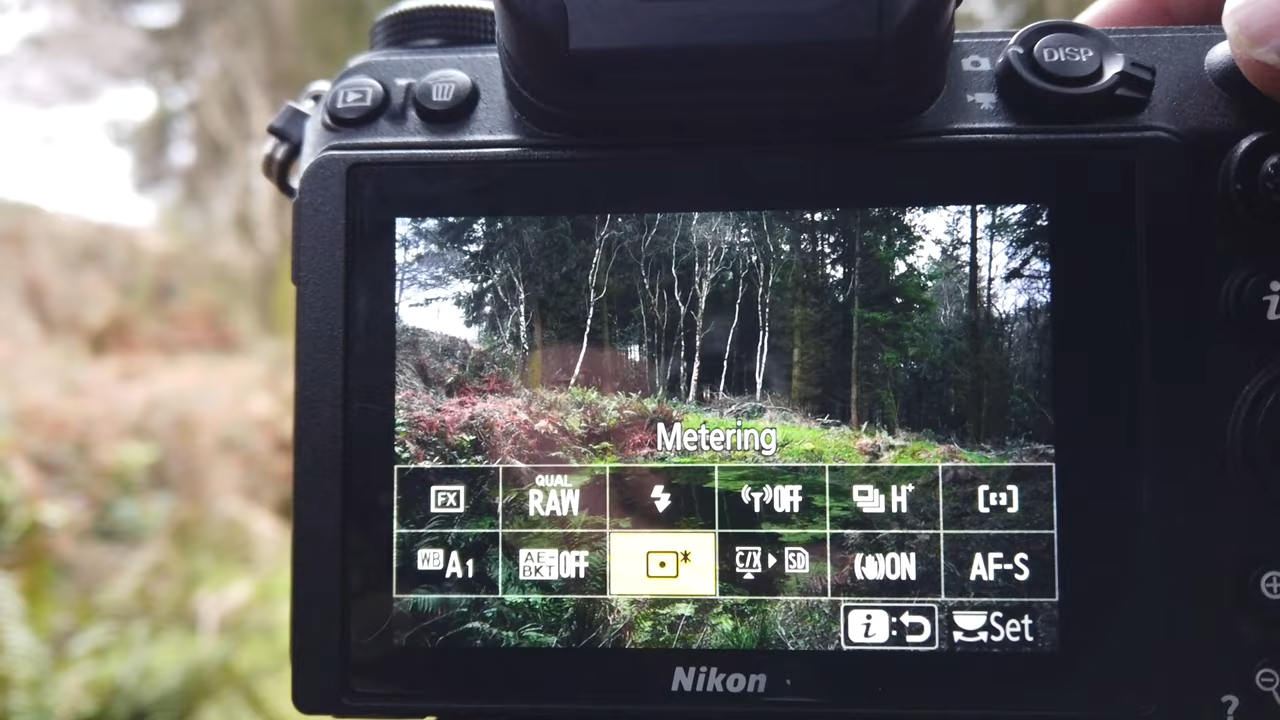 DISP
Metering
FX
QUAL
RAW
OFF
H+
[ ]
WB A1
AE-BKT OFF
*
C/X SD
ON
AF-S
i : Set
Nikon
i
?